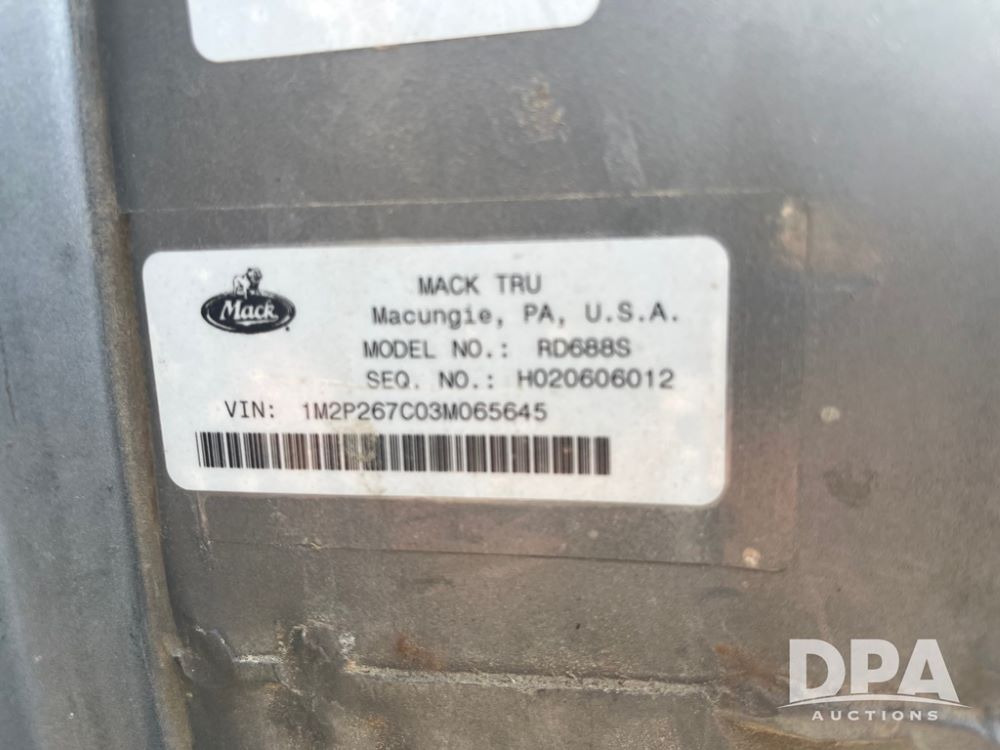 Mack
MACK TRU
Macungie, PA, U.S.A.
MODEL NO.: RD688S
SEQ. NO.: H020606012
VIN: 1M2P267C03M065645
DPA
AUCTIONS